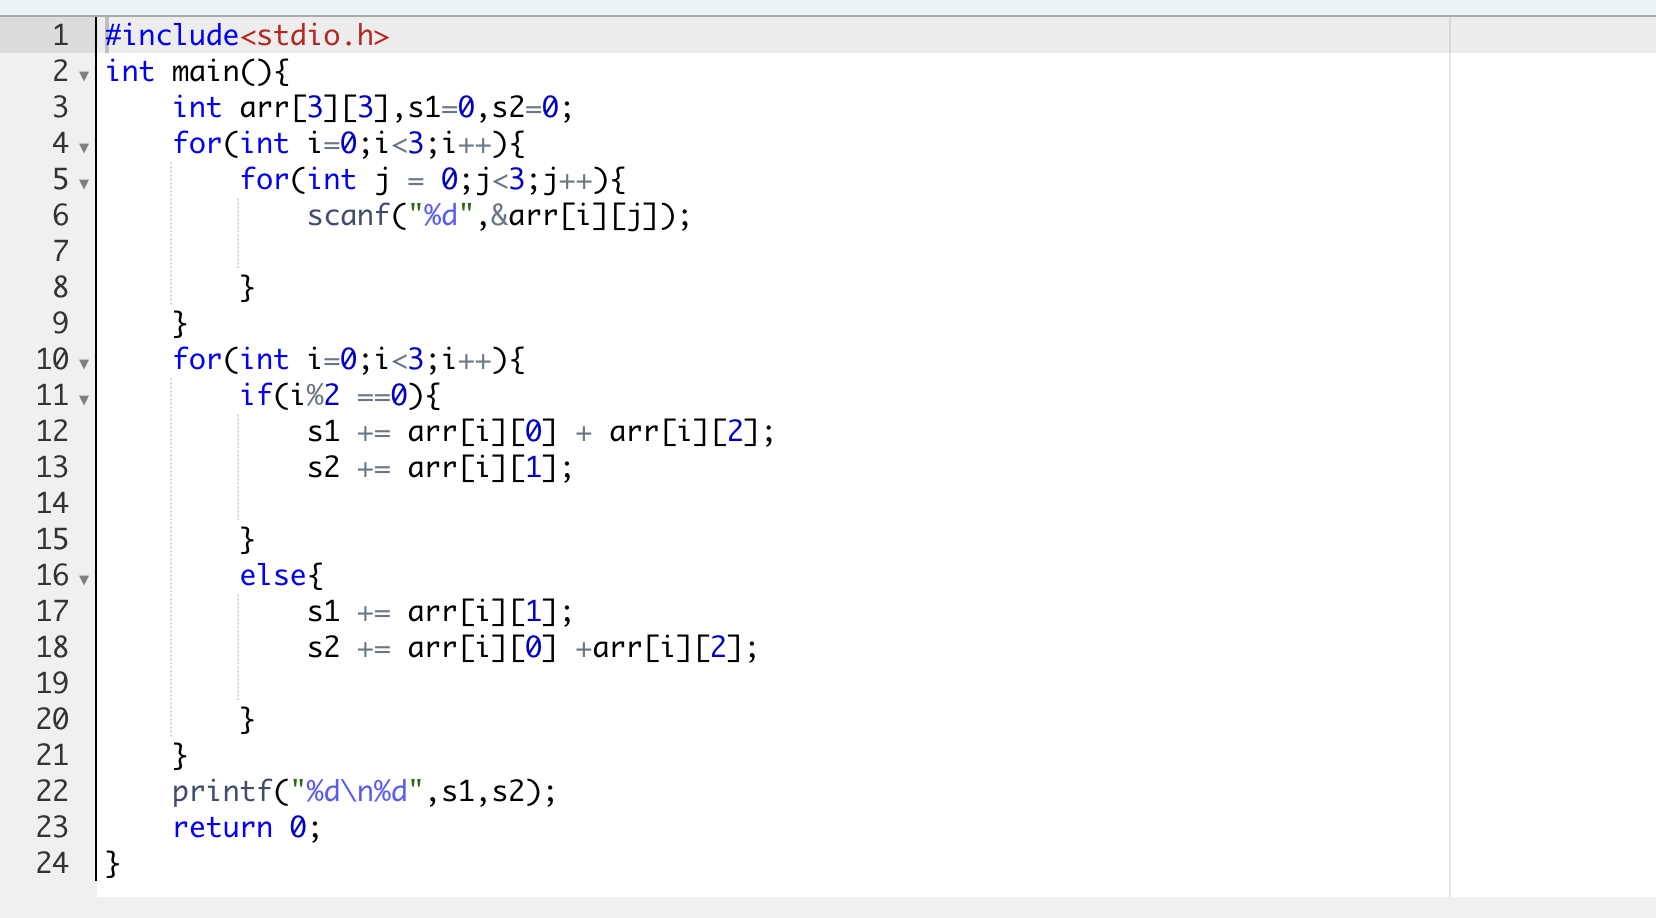 1 #include<stdio.h>
2 int main(){
3     int arr[3][3],s1=0,s2=0;
4     for(int i=0;i<3;i++){
5         for(int j = 0;j<3;j++){
6             scanf("%d",&arr[i][j]);
7
8         }
9     }
10     for(int i=0;i<3;i++){
11         if(i%2 ==0){
12             s1 += arr[i][0] + arr[i][2];
13             s2 += arr[i][1];
14
15         }
16         else{
17             s1 += arr[i][1];
18             s2 += arr[i][0] +arr[i][2];
19
20         }
21     }
22     printf("%d\n%d",s1,s2);
23     return 0;
24 }